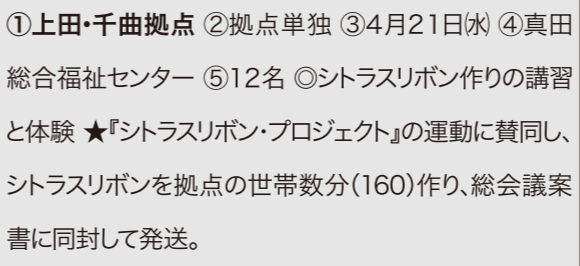 ①上田・千曲拠点 ②拠点単独 ③4月21日㈬ ④真田
総合福祉センター ⑤12名 ◎シトラスリボン作りの講習
と体験 ★『シトラスリボン・プロジェクト』の運動に賛同し、
シトラスリボンを拠点の世帯数分(160)作り、総会議案
書に同封して発送。